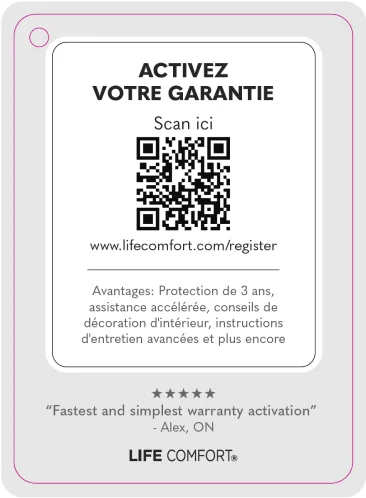 ACTIVEZ
VOTRE GARANTIE
Scan ici
www.lifecomfort.com/register
Avantages: Protection de 3 ans,
assistance accélérée, conseils de
décoration d'intérieur, instructions
d'entretien avancées et plus encore
★★★★★
“Fastest and simplest warranty activation”
- Alex, ON
LIFE COMFORT®